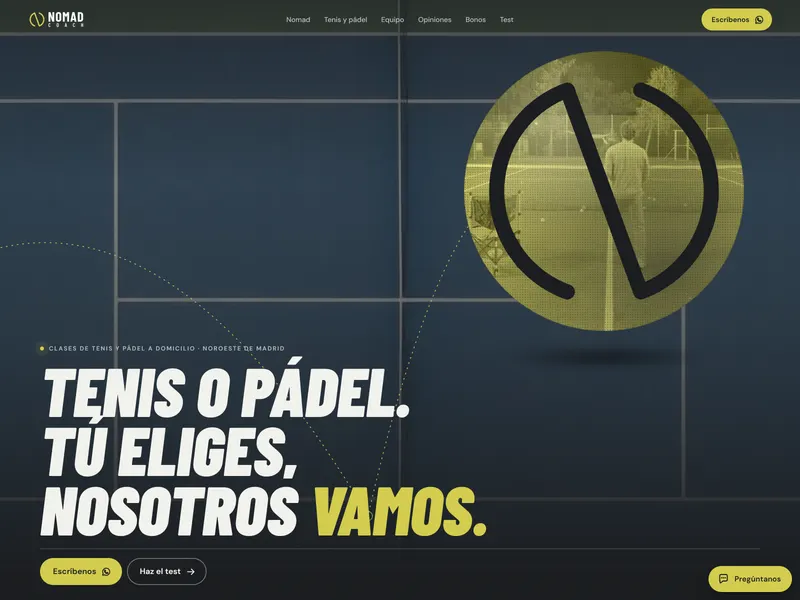 NOMAD
COACH
Nomad
Tenis y pádel
Equipo
Opiniones
Bonos
Test
Escríbenos
CLASES DE TENIS Y PÁDEL A DOMICILIO · NOROESTE DE MADRID
TENIS O PÁDEL.
TÚ ELIGES,
NOSOTROS VAMOS.
Escríbenos
Haz el test
Pregúntanos